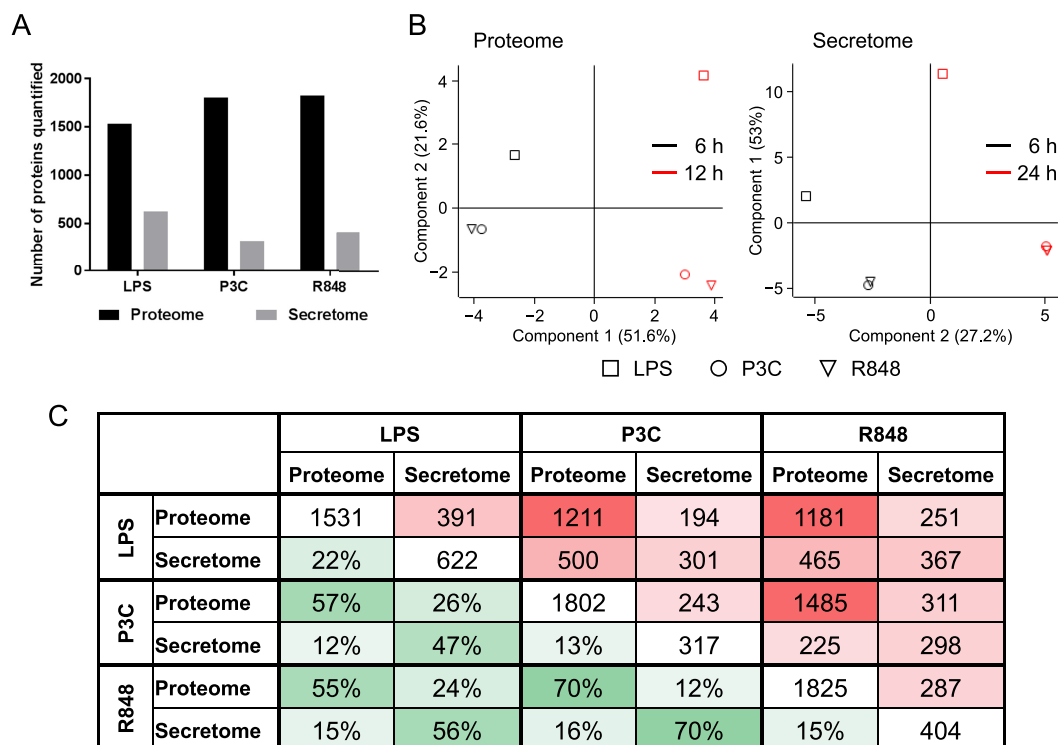 A
Number of proteins quantified
2000
1500
1000
500
0
LPS P3C R848
Proteome Secretome
B
Proteome
Component 2 (21.6%)
4
2
0
−2
6 h
12 h
−4 −2 0 2 4
Component 1 (51.6%)
Secretome
Component 1 (53%)
10
5
0
−5
6 h
24 h
−5 0 5
Component 2 (27.2%)
LPS P3C R848
C
LPS P3C R848
Proteome Secretome Proteome Secretome Proteome Secretome
LPS
Proteome 1531 391 1211 194 1181 251
Secretome 22% 622 500 301 465 367
P3C
Proteome 57% 26% 1802 243 1485 311
Secretome 12% 47% 13% 317 225 298
R848
Proteome 55% 24% 70% 12% 1825 287
Secretome 15% 56% 16% 70% 15% 404